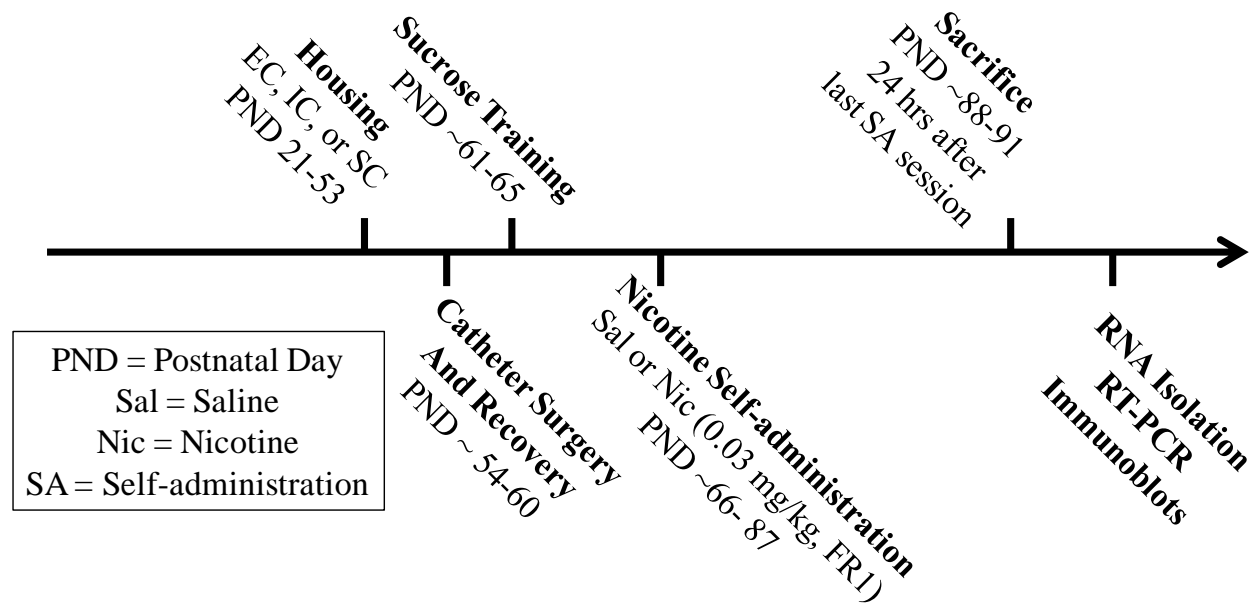 Housing
EC, IC, or SC
PND 21-53
Sucrose Training
PND ~61-65
Sacrifice
PND ~88-91
24 hrs after
last SA session
Catheter Surgery
And Recovery
PND ~ 54-60
Nicotine Self-administration
Sal or Nic (0.03 mg/kg, FR1)
PND ~66- 87
RNA Isolation
RT-PCR
Immunoblots
PND = Postnatal Day
Sal = Saline
Nic = Nicotine
SA = Self-administration